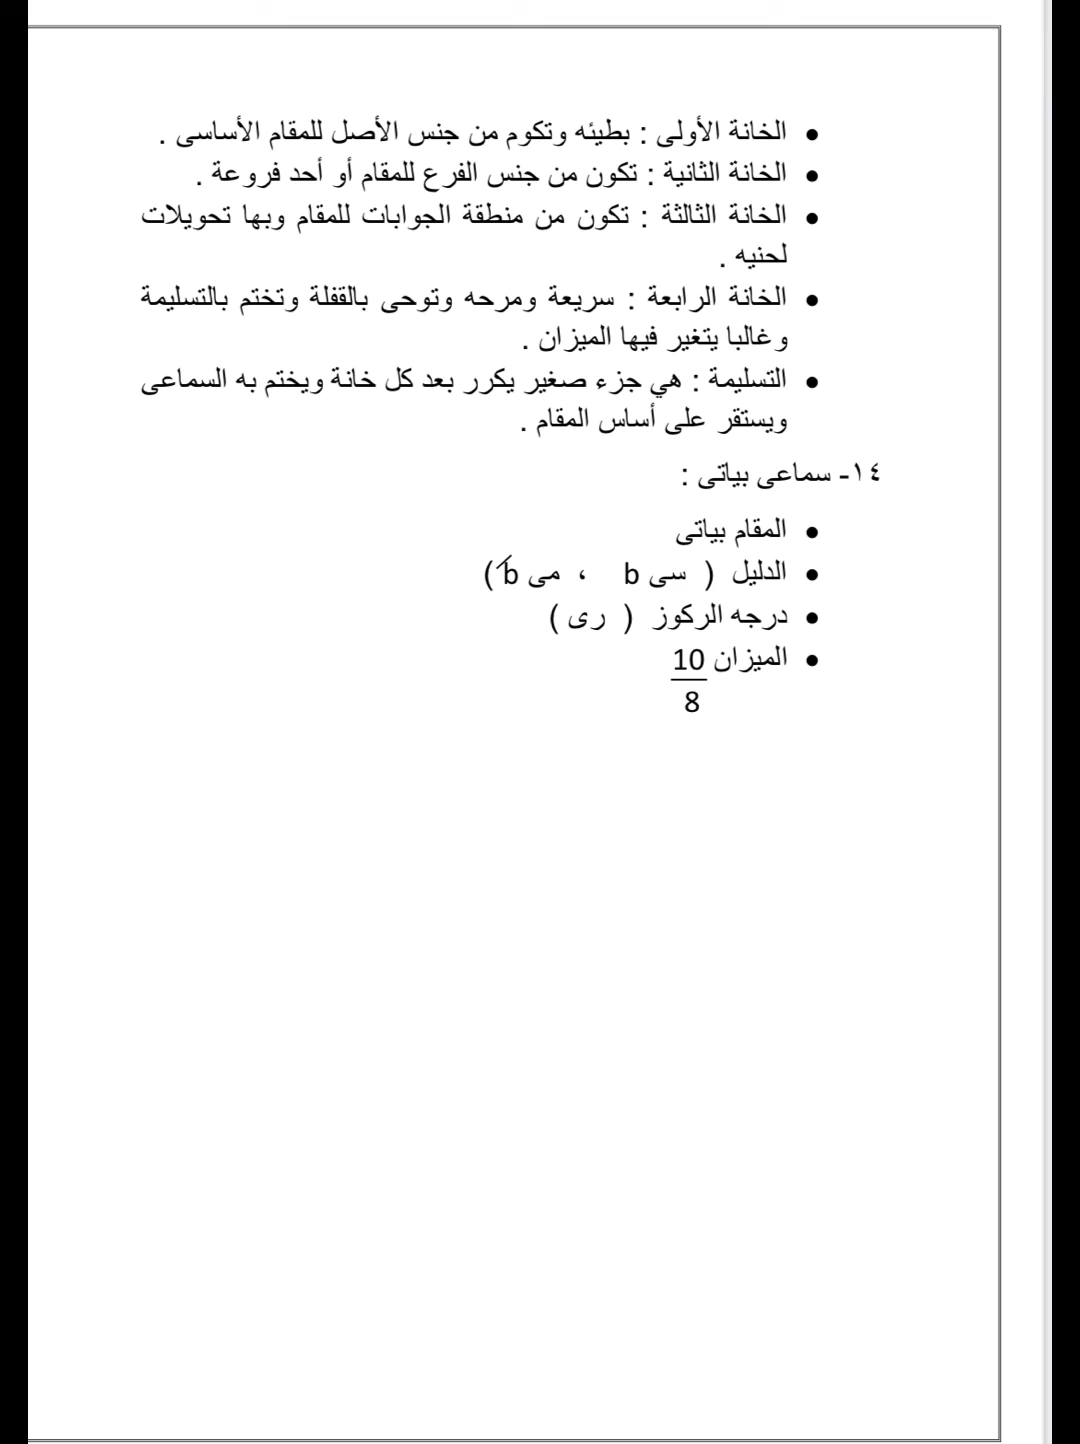 • الخانة الأولى : بطيئه وتكوم من جنس الأصل للمقام الأساسى .
• الخانة الثانية : تكون من جنس الفرع للمقام أو أحد فروعة .
• الخانة الثالثة : تكون من منطقة الجوابات للمقام وبها تحويلات
لحنيه .
• الخانة الرابعة : سريعة ومرحه وتوحى بالقفلة وتختم بالتسليمة
وغالبا يتغير فيها الميزان .
• التسليمة : هي جزء صغير يكرر بعد كل خانة ويختم به السماعى
ويستقر على أساس المقام .
١٤- سماعى بياتى :
• المقام بياتى
• الدليل ( سى b ، مى b )
• درجه الركوز ( رى )
• الميزان 10
8